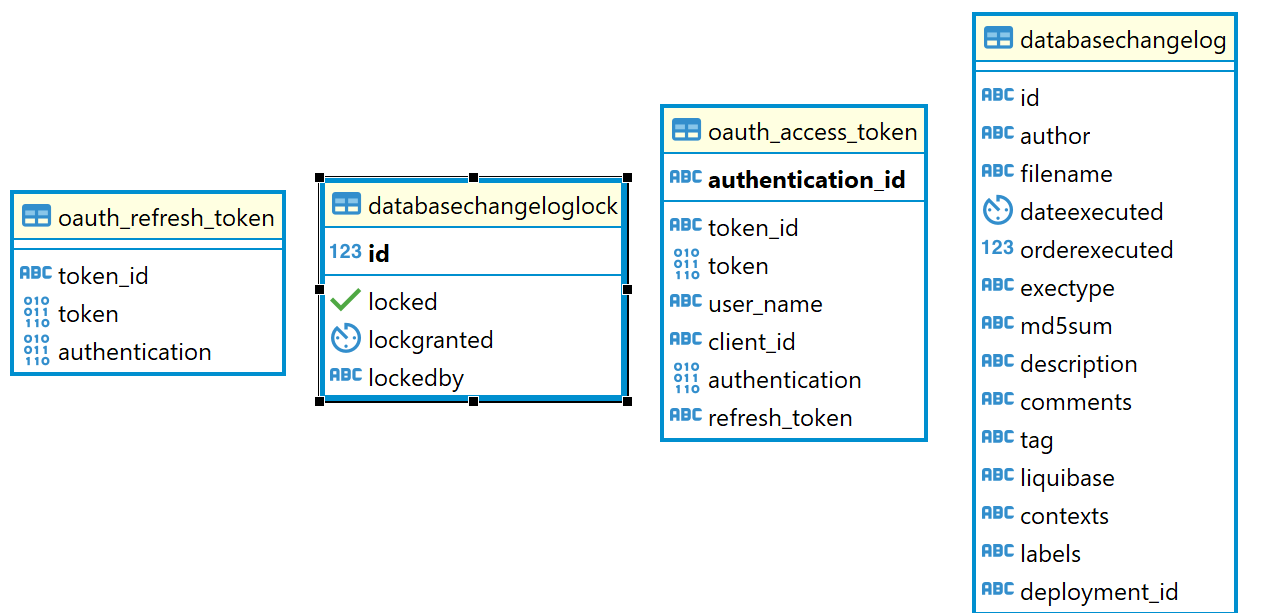 oauth_refresh_token
ABC token_id
010 011 110 token
010 011 110 authentication
databasechangeloglock
123 id
locked
lockgranted
ABC lockedby
oauth_access_token
ABC authentication_id
ABC token_id
010 011 110 token
ABC user_name
ABC client_id
010 011 110 authentication
ABC refresh_token
databasechangelog
ABC id
ABC author
ABC filename
dateexecuted
123 orderexecuted
ABC exectype
ABC md5sum
ABC description
ABC comments
ABC tag
ABC liquibase
ABC contexts
ABC labels
ABC deployment_id